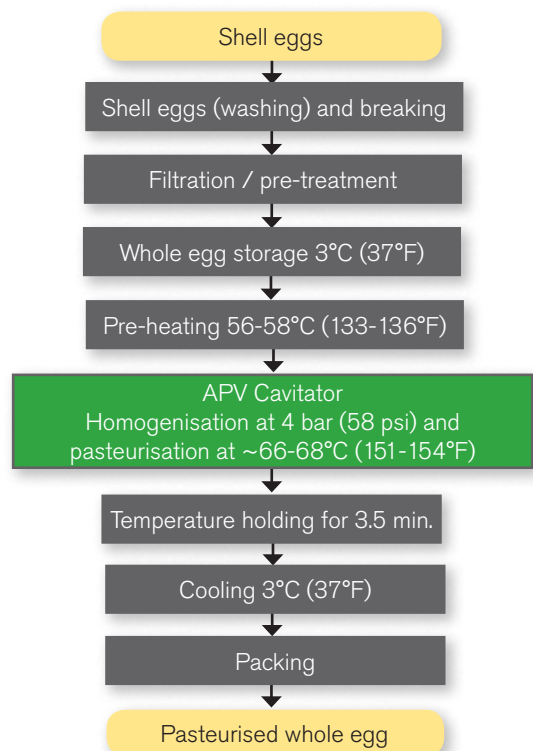 Shell eggs
Shell eggs (washing) and breaking
Filtration / pre-treatment
Whole egg storage 3°C (37°F)
Pre-heating 56-58°C (133-136°F)
APV Cavitator
Homogenisation at 4 bar (58 psi) and
pasteurisation at ~66-68°C (151-154°F)
Temperature holding for 3.5 min.
Cooling 3°C (37°F)
Packing
Pasteurised whole egg